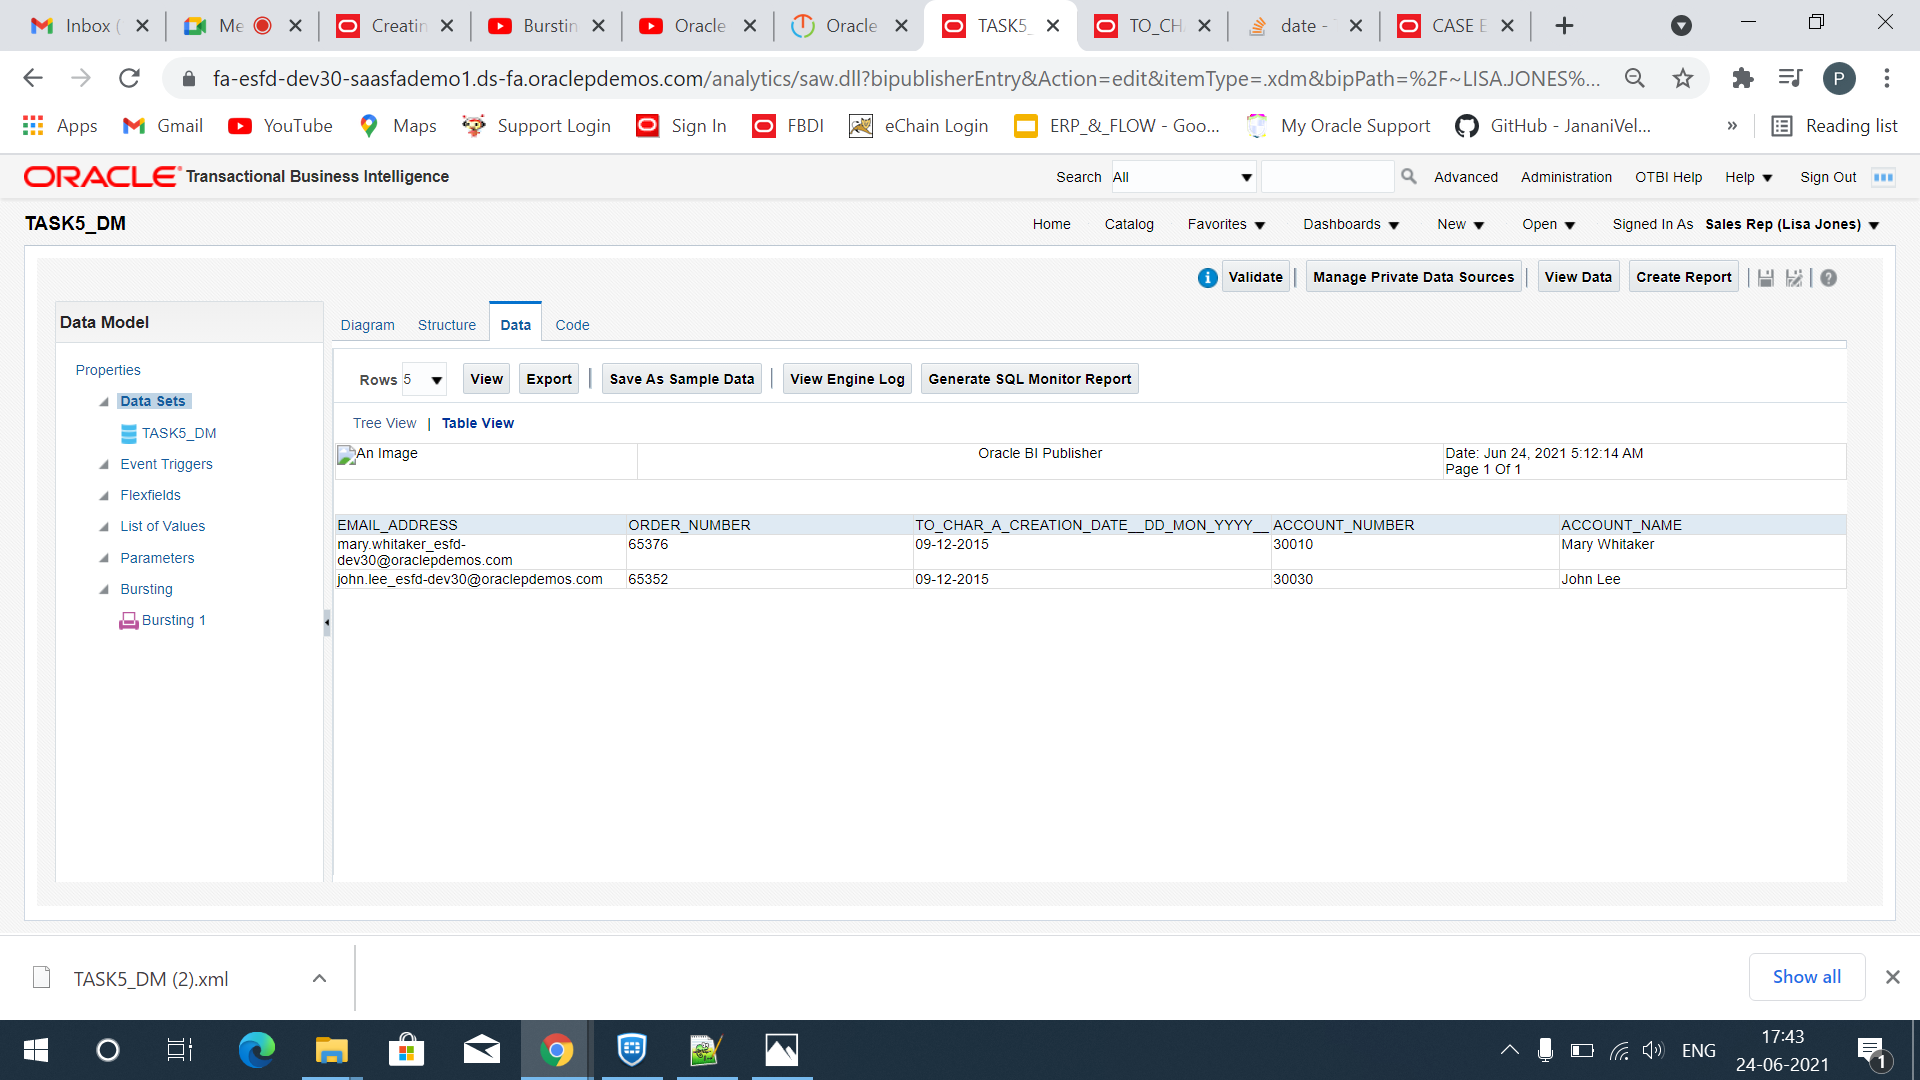 Inbox (
Me
Creatin
Burstin
Oracle
Oracle
TASK5_
TO_CH
date -
CASE E
fa-esfd-dev30-saasfademo1.ds-fa.oraclepdemos.com/analytics/saw.dll?bipublisherEntry&Action=edit&itemType=.xdm&bipPath=%2F~LISA.JONES%...
P
Apps
Gmail
YouTube
Maps
Support Login
Sign In
FBDI
eChain Login
ERP_&_FLOW - Goo...
My Oracle Support
GitHub - JananiVel...
»
Reading list
ORACLE Transactional Business Intelligence
Search All
Advanced
Administration
OTBI Help
Help
Sign Out
TASK5_DM
Home
Catalog
Favorites
Dashboards
New
Open
Signed In As Sales Rep (Lisa Jones)
Validate
Manage Private Data Sources
View Data
Create Report
Data Model
Properties
Data Sets
TASK5_DM
Event Triggers
Flexfields
List of Values
Parameters
Bursting
Bursting 1
Diagram
Structure
Data
Code
Rows 5
View
Export
Save As Sample Data
View Engine Log
Generate SQL Monitor Report
Tree View | Table View
An Image
Oracle BI Publisher
Date: Jun 24, 2021 5:12:14 AM
Page 1 Of 1
EMAIL_ADDRESS ORDER_NUMBER TO_CHAR_A_CREATION_DATE__DD_MON_YYYY__ ACCOUNT_NUMBER ACCOUNT_NAME
mary.whitaker_esfd-
dev30@oraclepdemos.com 65376 09-12-2015 30010 Mary Whitaker
john.lee_esfd-dev30@oraclepdemos.com 65352 09-12-2015 30030 John Lee
TASK5_DM (2).xml
Show all
ENG
17:43
24-06-2021
1